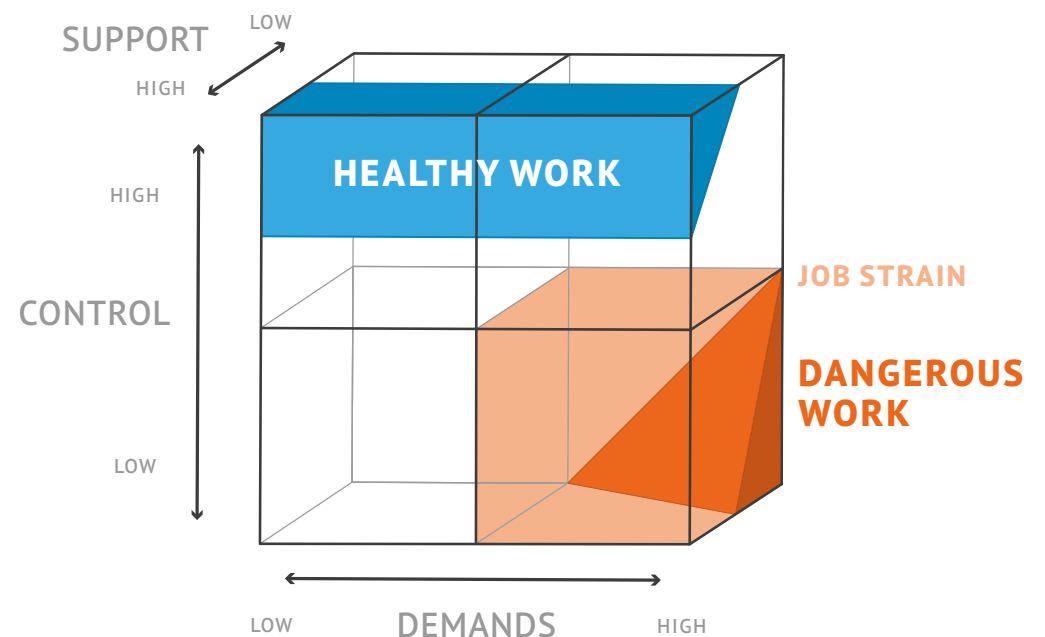 LOW
SUPPORT
HIGH
HEALTHY WORK
HIGH
JOB STRAIN
CONTROL
DANGEROUS
WORK
LOW
LOW
DEMANDS
HIGH